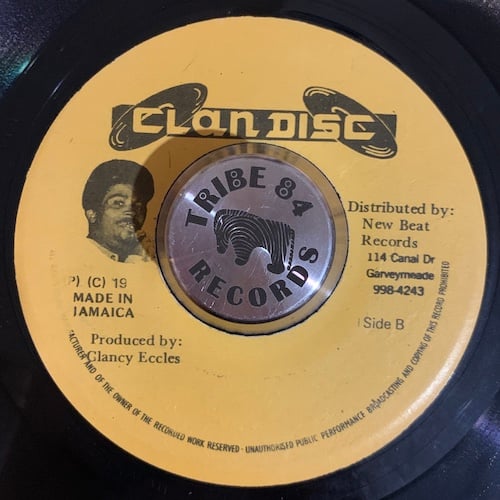 CLAN DISC
TRIBE 84
RECORDS
Distributed by:
New Beat
Records
114 Canal Dr
Garveymeade
998-4243
P) (C) 19
MADE IN
JAMAICA
Side B
Produced by:
Clancy Eccles
FACTURER AND OF THE OWNER OF THE RECORDED WORK RESERVED - UNAUTHORISED PUBLIC PERFORMANCE BROADCASTING AND COPYING OF THIS RECORD PROHIBITED